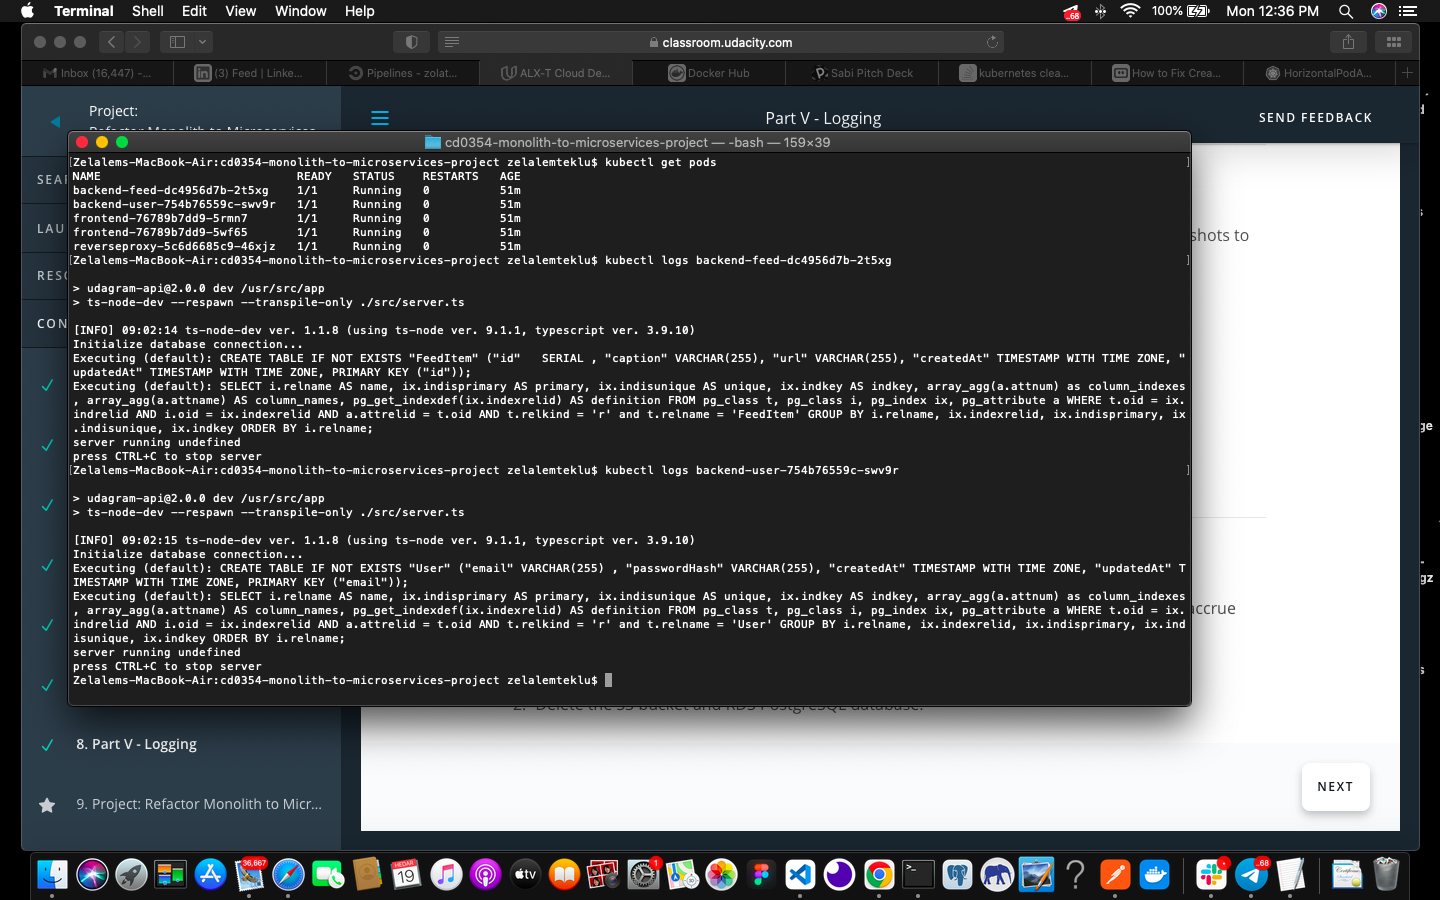 Terminal Shell Edit View Window Help
68 100% Mon 12:36 PM
classroom.udacity.com
Inbox (16,447) -... (3) Feed | Linke... Pipelines - zolat... ALX-T Cloud De... Docker Hub Sabi Pitch Deck kubernetes clea... How to Fix Crea... HorizontalPodA...
Project:
Part V - Logging
SEND FEEDBACK
cd0354-monolith-to-microservices-project — -bash — 159×39
[Zelalems-MacBook-Air:cd0354-monolith-to-microservices-project zelalemteklu$ kubectl get pods ]
NAME READY STATUS RESTARTS AGE
backend-feed-dc4956d7b-2t5xg 1/1 Running 0 51m
backend-user-754b76559c-swv9r 1/1 Running 0 51m
frontend-76789b7dd9-5rmn7 1/1 Running 0 51m
frontend-76789b7dd9-5wf65 1/1 Running 0 51m
reverseproxy-5c6d6685c9-46xjz 1/1 Running 0 51m
[Zelalems-MacBook-Air:cd0354-monolith-to-microservices-project zelalemteklu$ kubectl logs backend-feed-dc4956d7b-2t5xg ]
> udagram-api@2.0.0 dev /usr/src/app
> ts-node-dev --respawn --transpile-only ./src/server.ts
[INFO] 09:02:14 ts-node-dev ver. 1.1.8 (using ts-node ver. 9.1.1, typescript ver. 3.9.10)
Initialize database connection...
Executing (default): CREATE TABLE IF NOT EXISTS "FeedItem" ("id" SERIAL , "caption" VARCHAR(255), "url" VARCHAR(255), "createdAt" TIMESTAMP WITH TIME ZONE, "
updatedAt" TIMESTAMP WITH TIME ZONE, PRIMARY KEY ("id"));
Executing (default): SELECT i.relname AS name, ix.indisprimary AS primary, ix.indisunique AS unique, ix.indkey AS indkey, array_agg(a.attnum) as column_indexes
, array_agg(a.attname) AS column_names, pg_get_indexdef(ix.indexrelid) AS definition FROM pg_class t, pg_class i, pg_index ix, pg_attribute a WHERE t.oid = ix.
indrelid AND i.oid = ix.indexrelid AND a.attrelid = t.oid AND t.relkind = 'r' and t.relname = 'FeedItem' GROUP BY i.relname, ix.indexrelid, ix.indisprimary, ix
.indisunique, ix.indkey ORDER BY i.relname;
server running undefined
press CTRL+C to stop server
[Zelalems-MacBook-Air:cd0354-monolith-to-microservices-project zelalemteklu$ kubectl logs backend-user-754b76559c-swv9r ]
> udagram-api@2.0.0 dev /usr/src/app
> ts-node-dev --respawn --transpile-only ./src/server.ts
[INFO] 09:02:15 ts-node-dev ver. 1.1.8 (using ts-node ver. 9.1.1, typescript ver. 3.9.10)
Initialize database connection...
Executing (default): CREATE TABLE IF NOT EXISTS "User" ("email" VARCHAR(255) , "passwordHash" VARCHAR(255), "createdAt" TIMESTAMP WITH TIME ZONE, "updatedAt" T
IMESTAMP WITH TIME ZONE, PRIMARY KEY ("email"));
Executing (default): SELECT i.relname AS name, ix.indisprimary AS primary, ix.indisunique AS unique, ix.indkey AS indkey, array_agg(a.attnum) as column_indexes
, array_agg(a.attname) AS column_names, pg_get_indexdef(ix.indexrelid) AS definition FROM pg_class t, pg_class i, pg_index ix, pg_attribute a WHERE t.oid = ix.
indrelid AND i.oid = ix.indexrelid AND a.attrelid = t.oid AND t.relkind = 'r' and t.relname = 'User' GROUP BY i.relname, ix.indexrelid, ix.indisprimary, ix.ind
isunique, ix.indkey ORDER BY i.relname;
server running undefined
press CTRL+C to stop server
Zelalems-MacBook-Air:cd0354-monolith-to-microservices-project zelalemteklu$
SEA
LAU
RESO
CON
shots to
accrue
2. Delete the S3 bucket and RDS PostgreSQL database.
8. Part V - Logging
9. Project: Refactor Monolith to Micr...
NEXT
36,667
HEDAR
19
tv
1
68